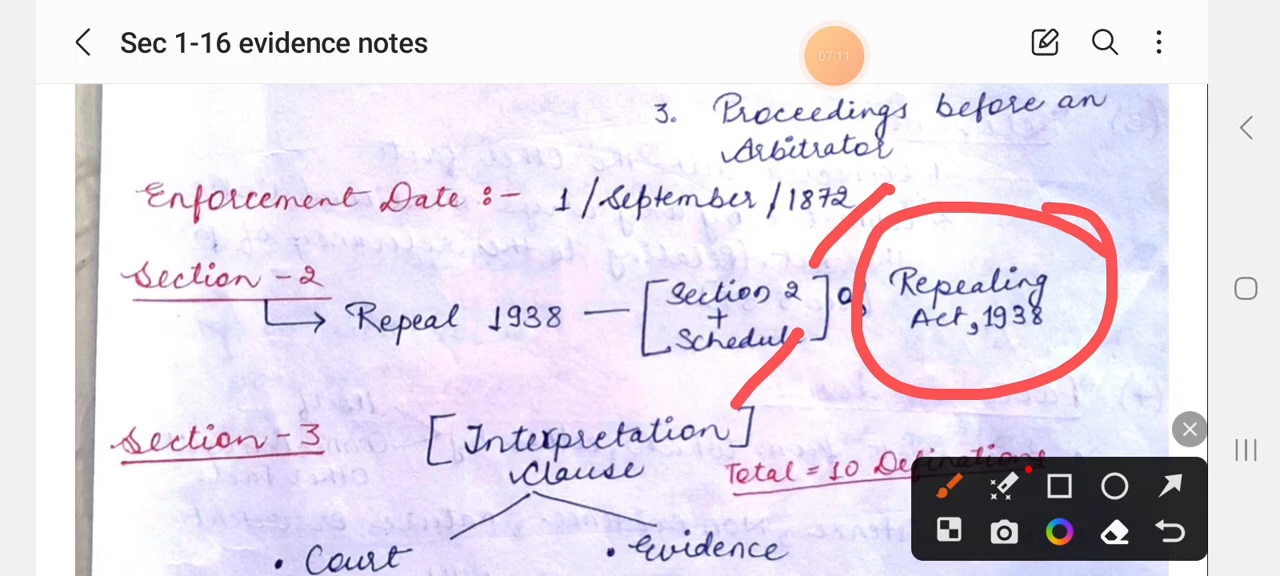 Sec 1-16 evidence notes
07:11
3. Proceedings before an
Arbitrator
Enforcement Date :- 1/September/1872
Section - 2
Repeal 1938 — [Section 2 + Schedule] of Repealing Act, 1938
Section - 3 [Interpretation]
Clause
Total = 10 Definations
• Court • Evidence